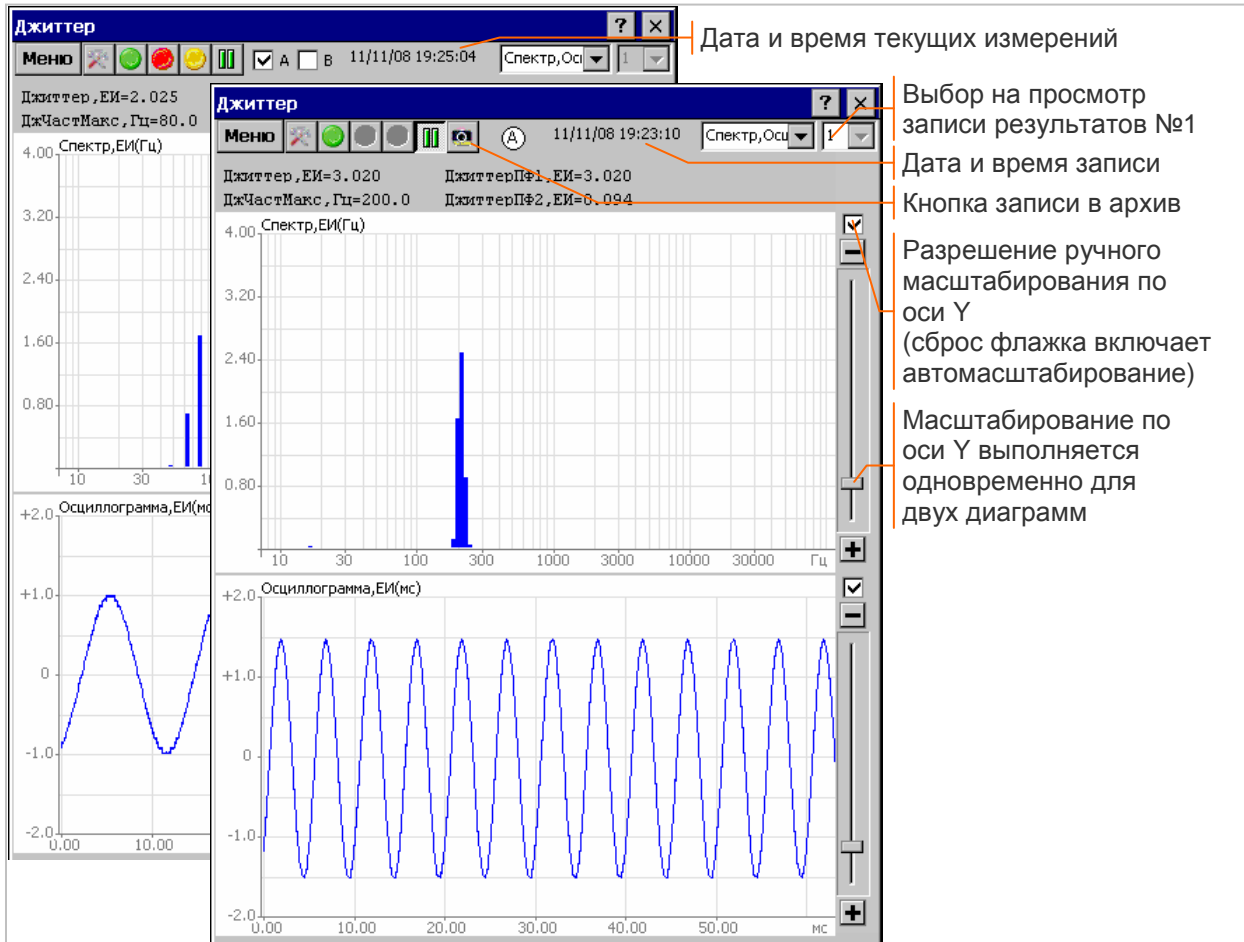 Джиттер
? ×
Меню A B 11/11/08 19:25:04 Спектр,Осц 1
Джиттер,ЕИ=2.025
ДжЧастМакс,Гц=80.0
4.00 Спектр,ЕИ(Гц)
3.20
2.40
1.60
0.80
10 30
+2.0 Осциллограмма,ЕИ(мс
+1.0
0
-1.0
-2.0
0.00 10.00
Джиттер
? ×
Меню A 11/11/08 19:23:10 Спектр,Осц 1
Джиттер,ЕИ=3.020 ДжиттерПФ1,ЕИ=3.020
ДжЧастМакс,Гц=200.0 ДжиттерПФ2,ЕИ=0.094
4.00 Спектр,ЕИ(Гц)
3.20
2.40
1.60
0.80
10 30 100 300 1000 3000 10000 30000 Гц
+2.0 Осциллограмма,ЕИ(мс)
+1.0
0
-1.0
-2.0
0.00 10.00 20.00 30.00 40.00 50.00 мс
Дата и время текущих измерений
Выбор на просмотр
записи результатов №1
Дата и время записи
Кнопка записи в архив
Разрешение ручного
масштабирования по
оси Y
(сброс флажка включает
автомасштабирование)
Масштабирование по
оси Y выполняется
одновременно для
двух диаграмм